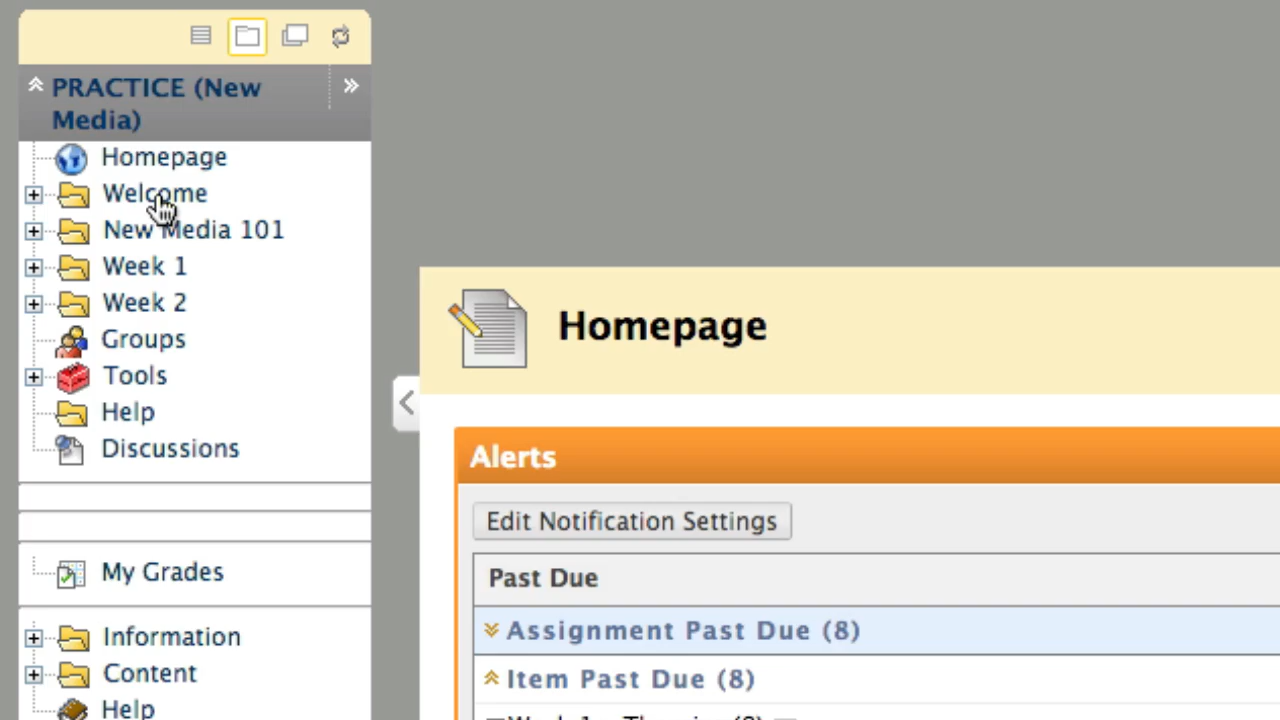 PRACTICE (New
Media)
Homepage
Welcome
New Media 101
Week 1
Week 2
Groups
Tools
Help
Discussions
My Grades
Information
Content
Help
Homepage
Alerts
Edit Notification Settings
Past Due
Assignment Past Due (8)
Item Past Due (8)